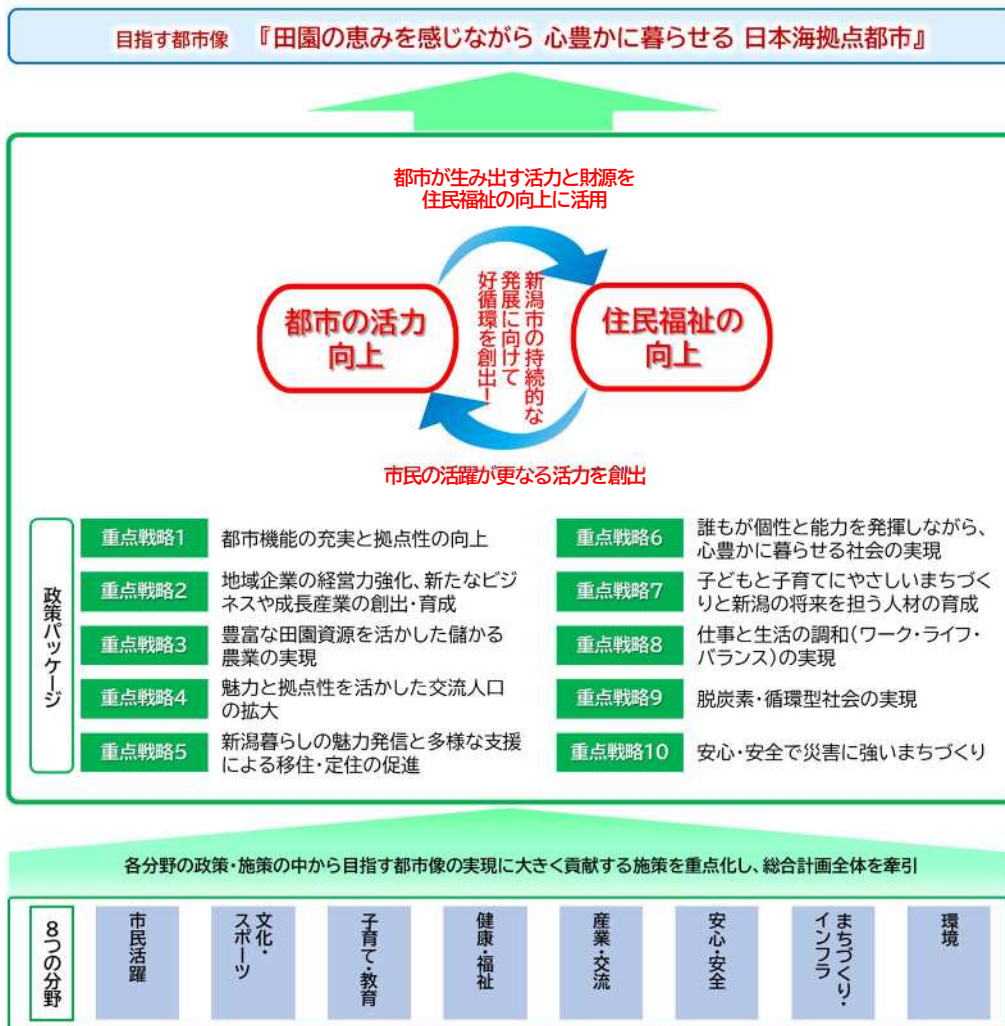 目指す都市像 『田園の恵みを感じながら 心豊かに暮らせる 日本海拠点都市』
都市が生み出す活力と財源を
住民福祉の向上に活用
都市の活力
向上
新潟市の持続的な
発展に向けて
好循環を創出！
住民福祉の
向上
市民の活躍が更なる活力を創出
政策パッケージ
重点戦略1
都市機能の充実と拠点性の向上
重点戦略2
地域企業の経営力強化、新たなビジ
ネスや成長産業の創出・育成
重点戦略3
豊富な田園資源を活かした儲かる
農業の実現
重点戦略4
魅力と拠点性を活かした交流人口
の拡大
重点戦略5
新潟暮らしの魅力発信と多様な支援
による移住・定住の促進
重点戦略6
誰もが個性と能力を発揮しながら、
心豊かに暮らせる社会の実現
重点戦略7
子どもと子育てにやさしいまちづく
りと新潟の将来を担う人材の育成
重点戦略8
仕事と生活の調和(ワーク・ライフ・
バランス)の実現
重点戦略9
脱炭素・循環型社会の実現
重点戦略10
安心・安全で災害に強いまちづくり
各分野の政策・施策の中から目指す都市像の実現に大きく貢献する施策を重点化し、総合計画全体を牽引
8つの分野
市民活躍
文化・
スポーツ
子育て・教育
健康・福祉
産業・交流
安心・安全
まちづくり・
インフラ
環境